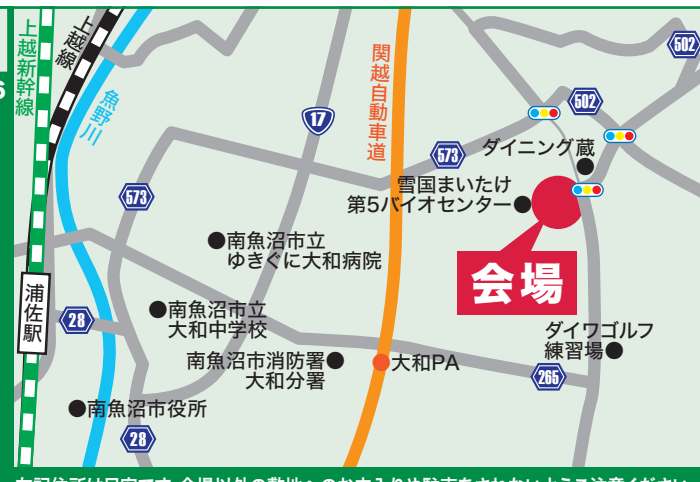 上越新幹線
上越線
魚野川
17
関越自動車道
502
502
573
ダイニング蔵
雪国まいたけ
第5バイオセンター
573
南魚沼市立
ゆきぐに大和病院
会場
浦佐駅
28
南魚沼市立
大和中学校
ダイワゴルフ
練習場
南魚沼市消防署
大和分署
大和PA
265
南魚沼市役所
28